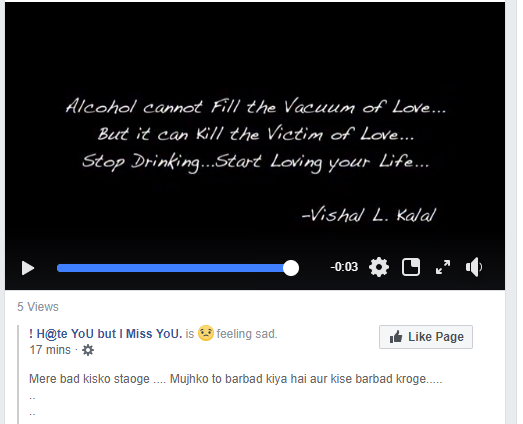 Alcohol cannot Fill the Vacuum of Love...
But it can Kill the Victim of Love...
Stop Drinking...Start Loving your Life...
-Vishal L. Kalal
-0:03
5 Views
! H@te YoU but I Miss YoU. is feeling sad.
Like Page
17 mins ·
Mere bad kisko staoge .... Mujhko to barbad kiya hai aur kise barbad kroge.....
..
..